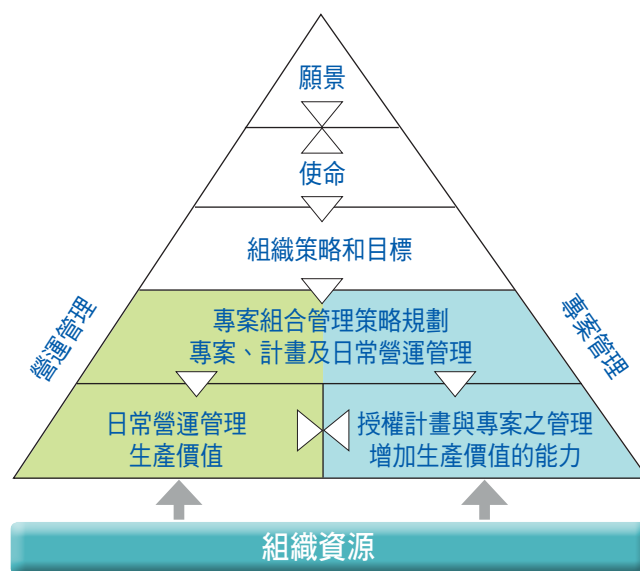 願景
使命
組織策略和目標
營運管理
專案管理
專案組合管理策略規劃
專案、計畫及日常營運管理
日常營運管理
生產價值
授權計畫與專案之管理
增加生產價值的能力
組織資源